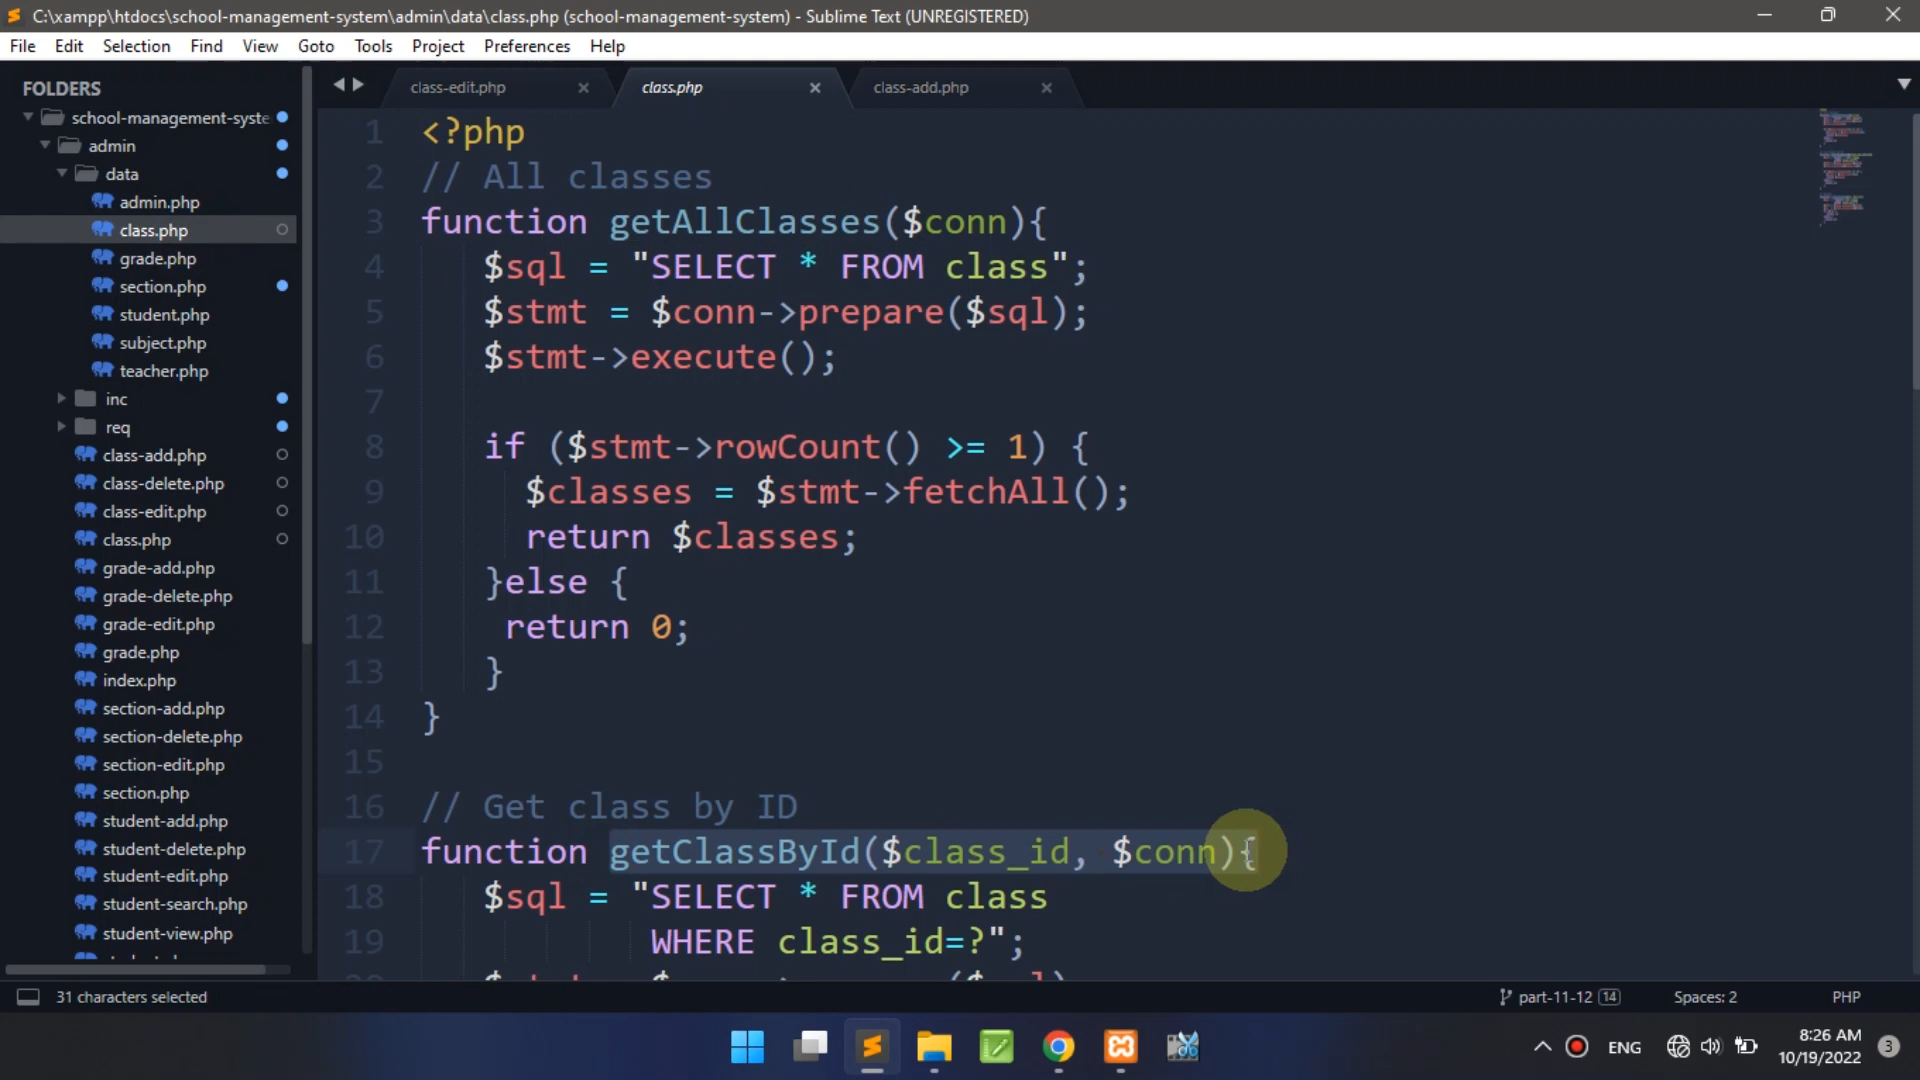 C:\xampp\htdocs\school-management-system\admin\data\class.php (school-management-system) - Sublime Text (UNREGISTERED)
File Edit Selection Find View Goto Tools Project Preferences Help
FOLDERS
school-management-syste
admin
data
admin.php
class.php
grade.php
section.php
student.php
subject.php
teacher.php
inc
req
class-add.php
class-delete.php
class-edit.php
class.php
grade-add.php
grade-delete.php
grade-edit.php
grade.php
index.php
section-add.php
section-delete.php
section-edit.php
section.php
student-add.php
student-delete.php
student-edit.php
student-search.php
student-view.php
class-edit.php class.php class-add.php
1 <?php
2 // All classes
3 function getAllClasses($conn){
4 $sql = "SELECT * FROM class";
5 $stmt = $conn->prepare($sql);
6 $stmt->execute();
7
8 if ($stmt->rowCount() >= 1) {
9 $classes = $stmt->fetchAll();
10 return $classes;
11 }else {
12 return 0;
13 }
14 }
15
16 // Get class by ID
17 function getClassById($class_id, $conn){
18 $sql = "SELECT * FROM class
19 WHERE class_id=?";
31 characters selected
part-11-12 14 Spaces: 2 PHP
ENG
8:26 AM
10/19/2022
3